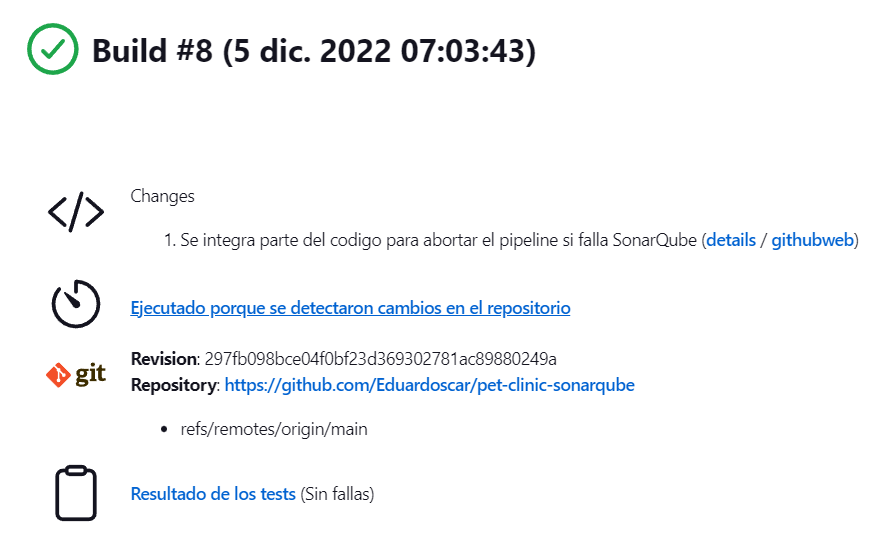 Build #8 (5 dic. 2022 07:03:43)
Changes
1. Se integra parte del codigo para abortar el pipeline si falla SonarQube (details / githubweb)
Ejecutado porque se detectaron cambios en el repositorio
git
Revision: 297fb098bce04f0bf23d369302781ac89880249a
Repository: https://github.com/Eduardoscar/pet-clinic-sonarqube
• refs/remotes/origin/main
Resultado de los tests (Sin fallas)